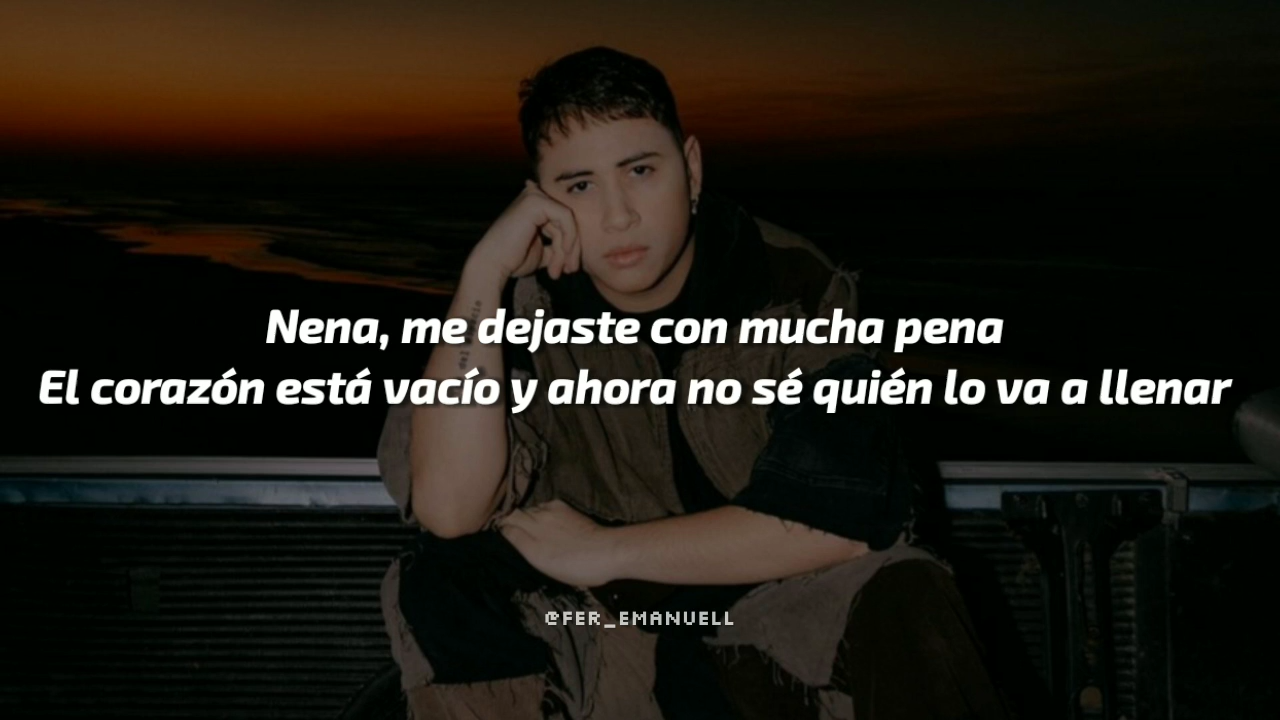 Nena, me dejaste con mucha pena
El corazón está vacío y ahora no sé quién lo va a llenar
@FER_EMANUELL